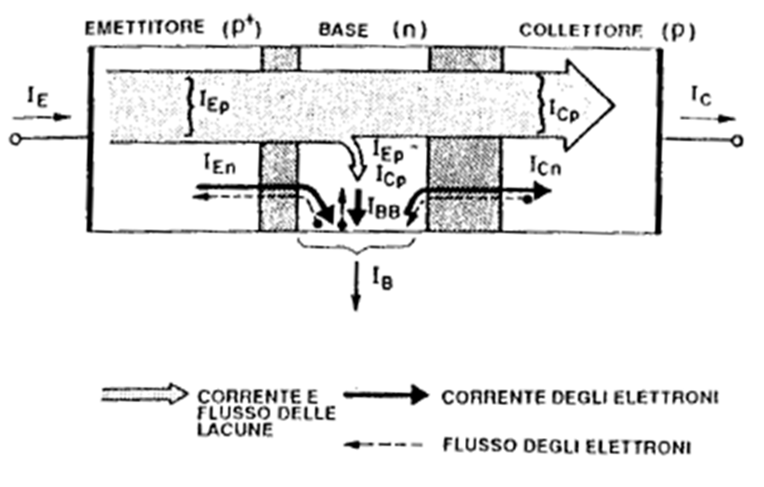 EMETTITORE (P+) BASE (n) COLLETTORE (p)
IE
IEp
ICp
IC
IEn
IEp-
ICp
ICn
IBB
IB
CORRENTE E
FLUSSO DELLE
LACUNE
CORRENTE DEGLI ELETTRONI
FLUSSO DEGLI ELETTRONI